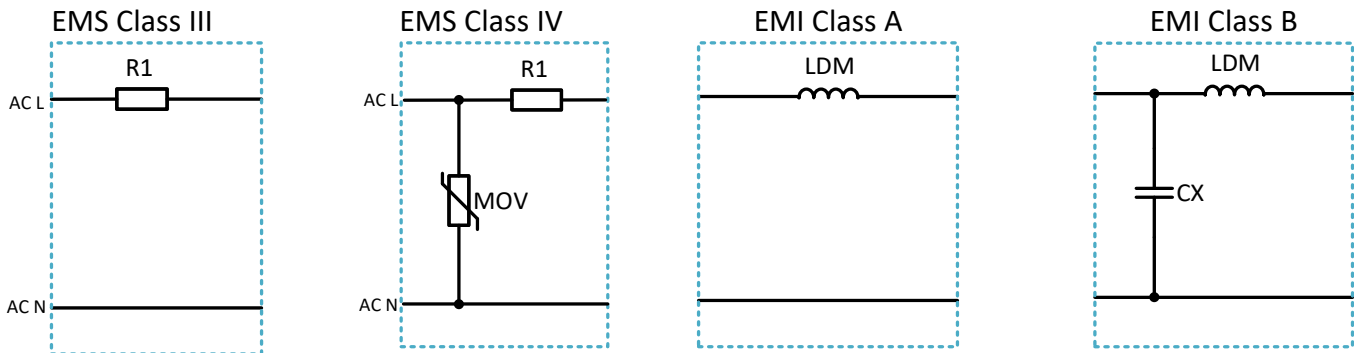 EMS Class III
R1
AC L
AC N
EMS Class IV
R1
AC L
MOV
AC N
EMI Class A
LDM
EMI Class B
LDM
CX